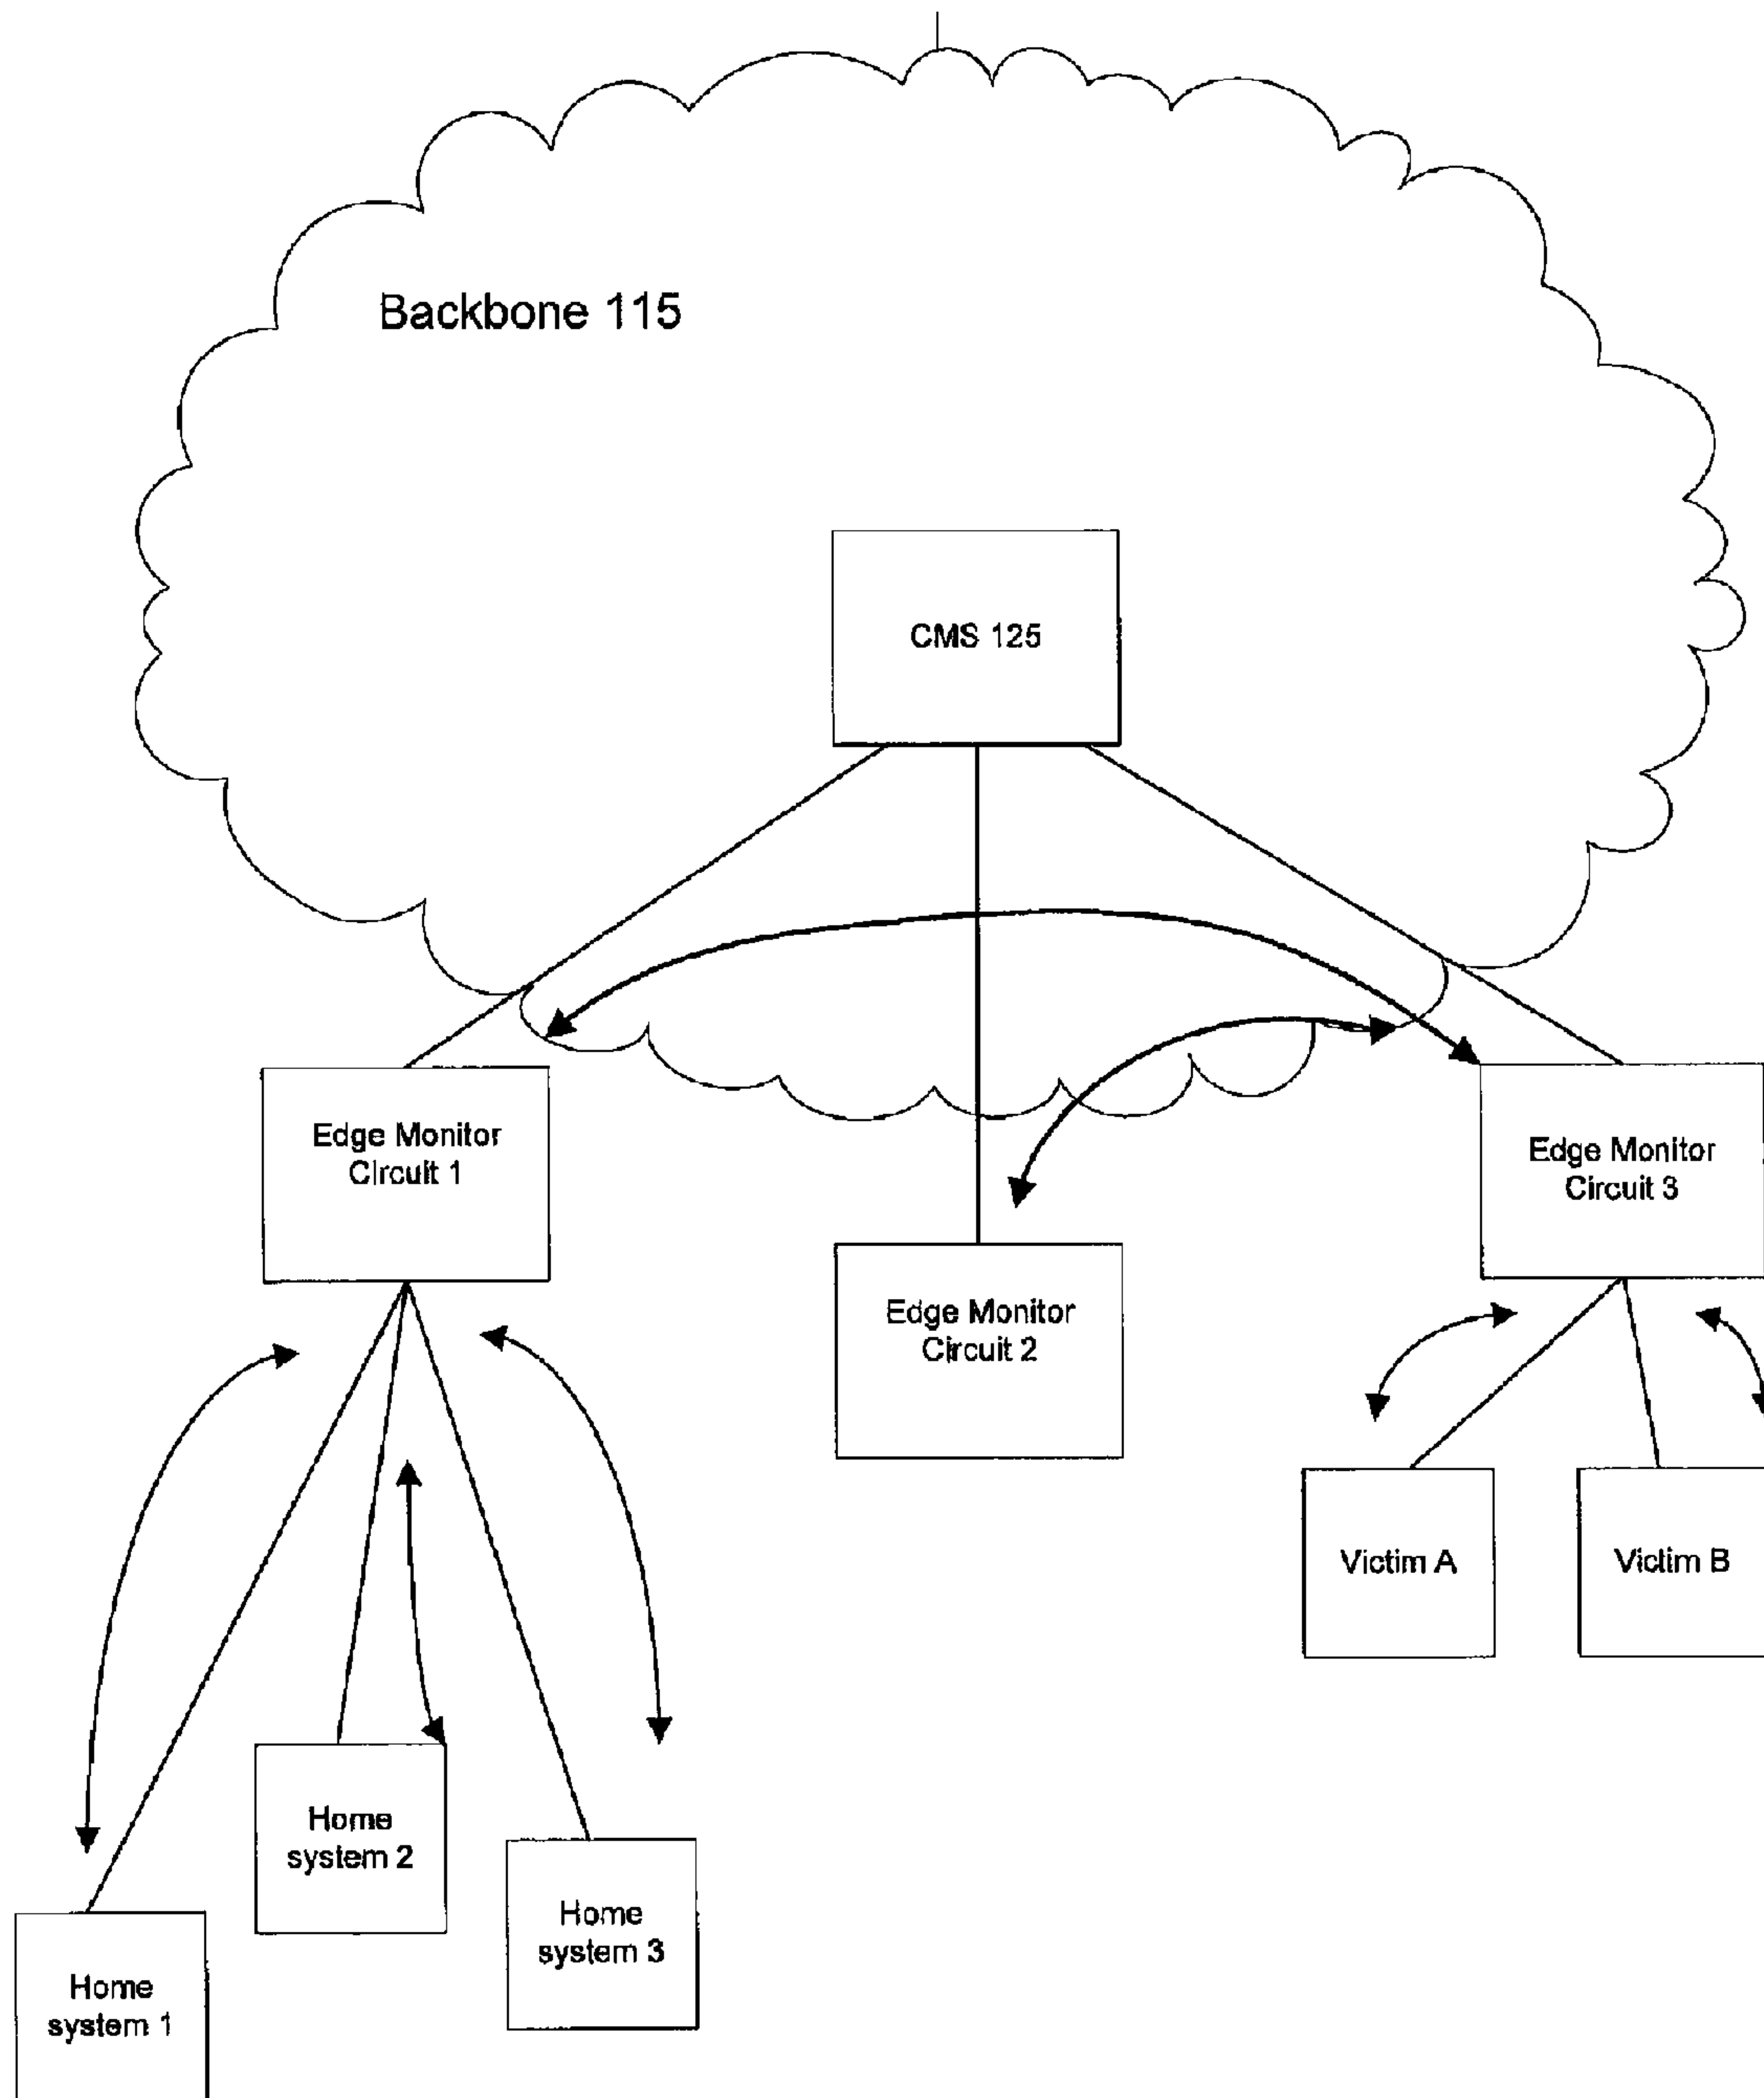 Backbone 115
CMS 125
Edge Monitor
Circuit 1
Edge Monitor
Circuit 3
Edge Monitor
Circuit 2
Victim A
Victim B
Home
system 2
Home
system 3
Home
system 1